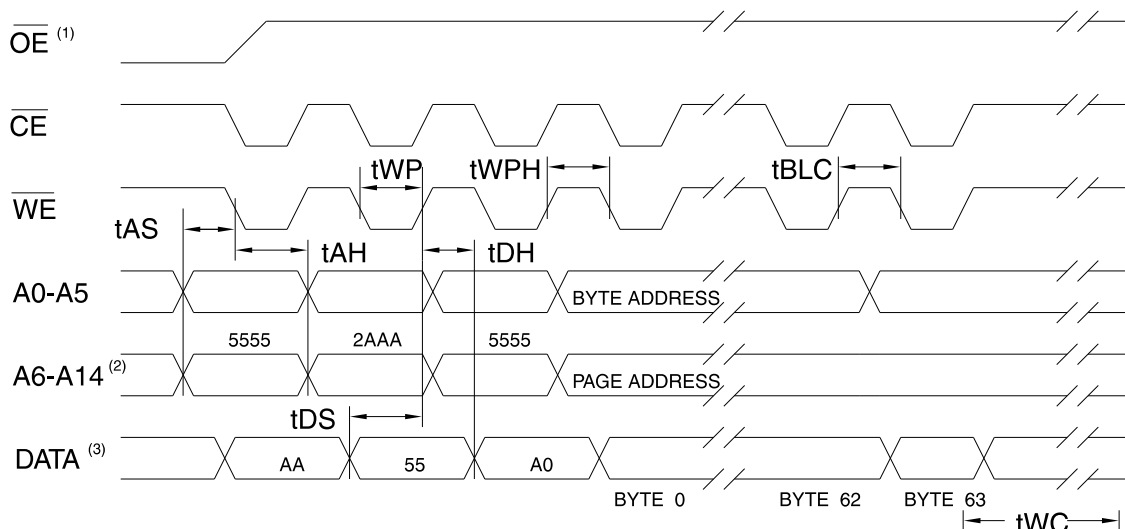 OE (1)
CE
tWP tWPH tBLC
WE
tAS
tAH tDH
A0-A5 BYTE ADDRESS
5555 2AAA 5555
A6-A14 (2) PAGE ADDRESS
tDS
DATA (3) AA 55 A0
BYTE 0 BYTE 62 BYTE 63
tWC